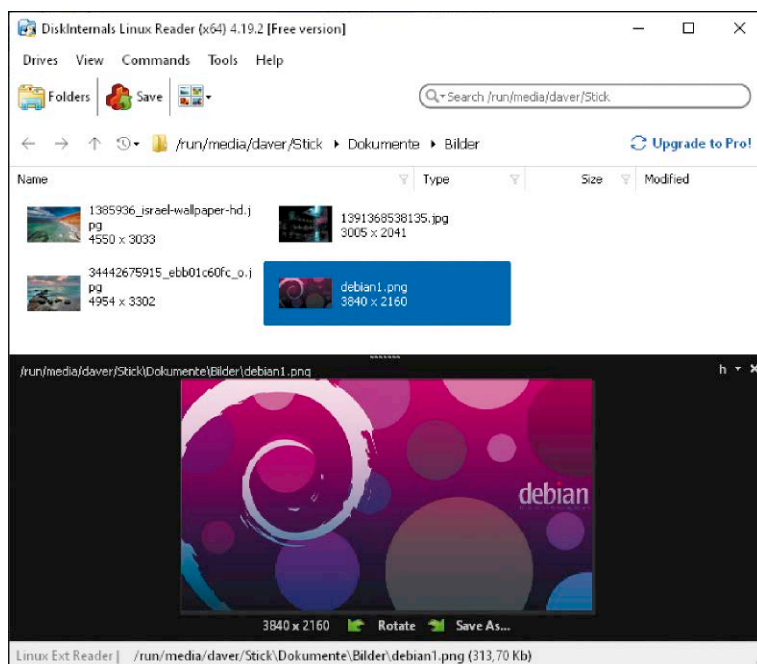 DiskInternals Linux Reader (x64) 4.19.2 [Free version]
Drives View Commands Tools Help
Folders Save Search /run/media/daver/Stick
/run/media/daver/Stick Dokumente Bilder Upgrade to Pro!
Name Type Size Modified
1385936_israel-wallpaper-hd.j
pg
4550 x 3033
1391368538135.jpg
3005 x 2041
34442675915_ebb01c60fc_o.j
pg
4954 x 3302
debian1.png
3840 x 2160
/run/media/daver/Stick\Dokumente\Bilder\debian1.png h
debian
3840 x 2160 Rotate Save As...
Linux Ext Reader | /run/media/daver/Stick\Dokumente\Bilder\debian1.png (313,70 Kb)